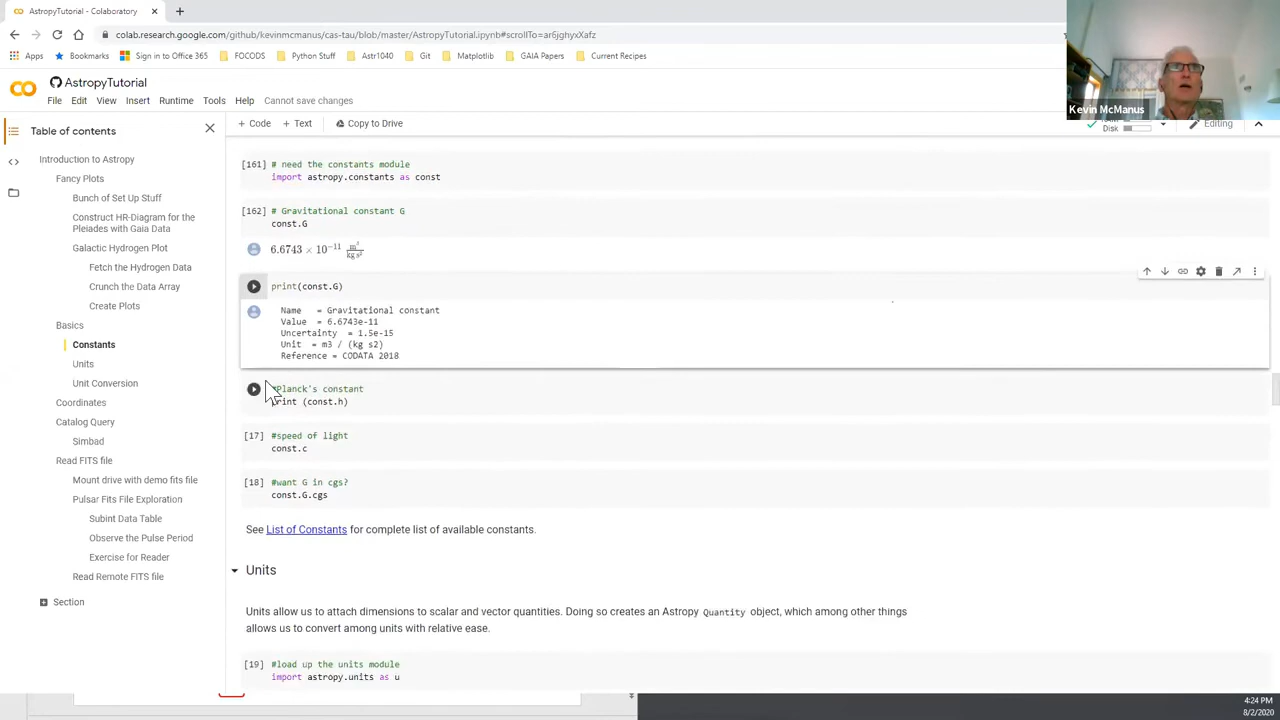 AstropyTutorial - Colaboratory
colab.research.google.com/github/kevinmcmanus/cas-tau/blob/master/AstropyTutorial.ipynb#scrollTo=ar6jghyxXafz
Apps Bookmarks Sign in to Office 365 FOCODS Python Stuff Astr1040 Git Matplotlib GAIA Papers Current Recipes
Kevin McManus
AstropyTutorial
File Edit View Insert Runtime Tools Help Cannot save changes
+ Code + Text Copy to Drive
Disk
Editing
Table of contents
Introduction to Astropy
Fancy Plots
Bunch of Set Up Stuff
Construct HR-Diagram for the
Pleiades with Gaia Data
Galactic Hydrogen Plot
Fetch the Hydrogen Data
Crunch the Data Array
Create Plots
Basics
Constants
Units
Unit Conversion
Coordinates
Catalog Query
Simbad
Read FITS file
Mount drive with demo fits file
Pulsar Fits File Exploration
Subint Data Table
Observe the Pulse Period
Exercise for Reader
Read Remote FITS file
Section
[161] # need the constants module
import astropy.constants as const
[162] # Gravitational constant G
const.G
6.6743 × 10⁻¹¹ m³/kg s²
print(const.G)
Name = Gravitational constant
Value = 6.6743e-11
Uncertainty = 1.5e-15
Unit = m3 / (kg s2)
Reference = CODATA 2018
#Planck's constant
print (const.h)
[17] #speed of light
const.c
[18] #want G in cgs?
const.G.cgs
See List of Constants for complete list of available constants.
Units
Units allow us to attach dimensions to scalar and vector quantities. Doing so creates an Astropy Quantity object, which among other things
allows us to convert among units with relative ease.
[19] #load up the units module
import astropy.units as u
4:24 PM
8/2/2020